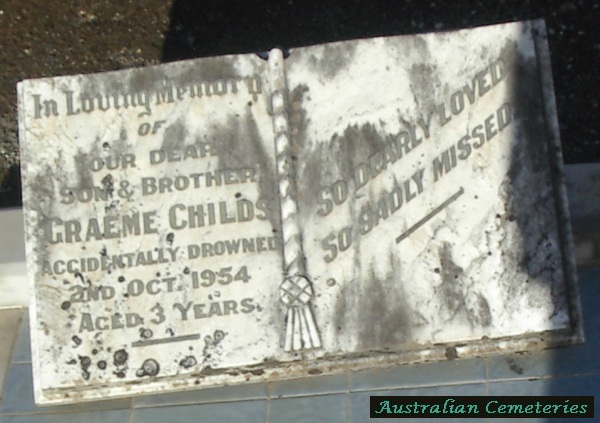 In Loving Memory
OF
OUR DEAR
SON & BROTHER
GRAEME CHILDS
ACCIDENTALLY DROWNED
2ND OCT. 1954
AGED 3 YEARS.
SO DEARLY LOVED
SO SADLY MISSED
Australian Cemeteries